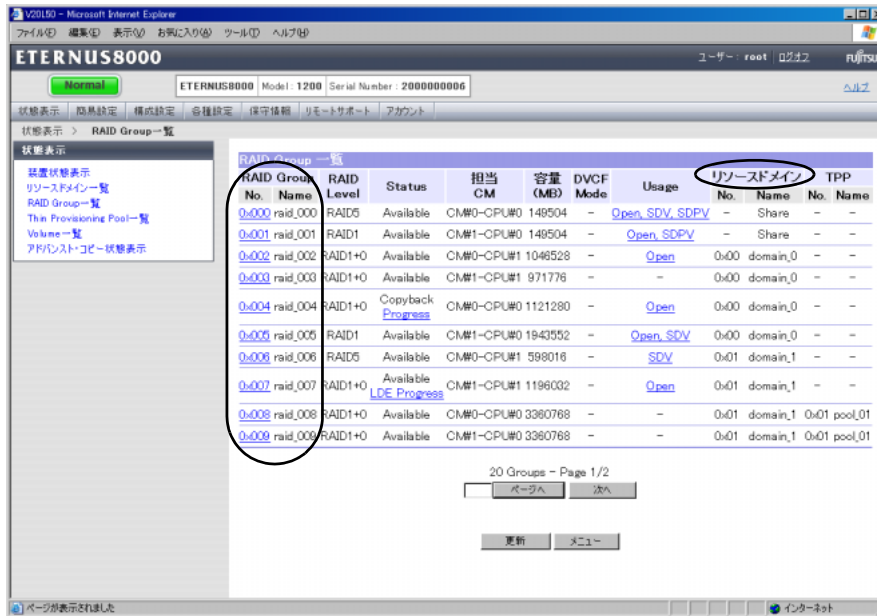 V20L50 - Microsoft Internet Explorer
ファイル(F) 編集(E) 表示(V) お気に入り(A) ツール(T) ヘルプ(H)
ETERNUS8000 ユーザー: root ログオフ FUJITSU
Normal ETERNUS8000 Model: 1200 Serial Number: 2000000006 ヘルプ
状態表示 簡易設定 構成設定 各種設定 保守情報 リモートサポート アカウント
状態表示 > RAID Group一覧
状態表示
装置状態表示
リソースドメイン一覧
RAID Group一覧
Thin Provisioning Pool一覧
Volume一覧
アドバンスト・コピー状態表示
RAID Group 一覧
RAID Group RAID Level Status 担当CM 容量(MB) DVCF Mode Usage リソースドメイン TPP
No. Name No. Name No. Name
0x000 raid_000 RAID5 Available CM#0-CPU#0 149504 - Open, SDV, SDPV - Share - -
0x001 raid_001 RAID1 Available CM#1-CPU#0 149504 - Open, SDPV - Share - -
0x002 raid_002 RAID1+0 Available CM#0-CPU#1 1046528 - Open 0x00 domain_0 - -
0x003 raid_003 RAID1+0 Available CM#1-CPU#1 971776 - - 0x00 domain_0 - -
0x004 raid_004 RAID1+0 Copyback Progress CM#0-CPU#0 1121280 - Open 0x00 domain_0 - -
0x005 raid_005 RAID1 Available CM#1-CPU#0 1943552 - Open, SDV 0x00 domain_0 - -
0x006 raid_006 RAID5 Available CM#0-CPU#1 598016 - SDV 0x01 domain_1 - -
0x007 raid_007 RAID1+0 Available LDE Progress CM#1-CPU#1 1196032 - Open 0x01 domain_1 - -
0x008 raid_008 RAID1+0 Available CM#0-CPU#0 3360768 - - 0x01 domain_1 0x01 pool_01
0x009 raid_009 RAID1+0 Available CM#1-CPU#0 3360768 - - 0x01 domain_1 0x01 pool_01
20 Groups - Page 1/2
ページへ 次へ
更新 メニュー
ページが表示されました インターネット